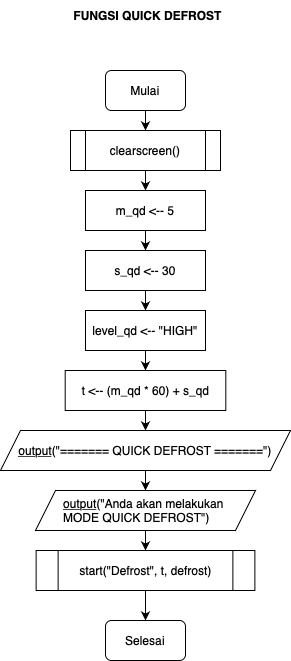 FUNGSI QUICK DEFROST
Mulai
clearscreen()
m_qd <-- 5
s_qd <-- 30
level_qd <-- "HIGH"
t <-- (m_qd * 60) + s_qd
output("======= QUICK DEFROST =======")
output("Anda akan melakukan
MODE QUICK DEFROST")
start("Defrost", t, defrost)
Selesai